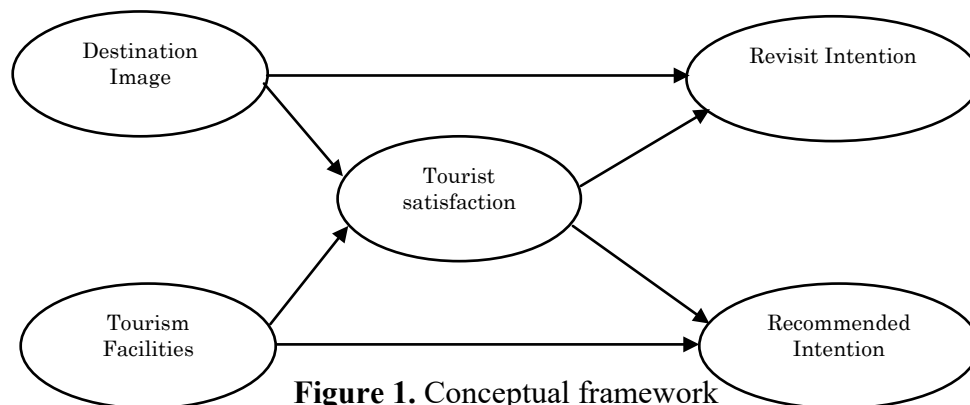 Destination
Image
Revisit Intention
Tourist
satisfaction
Tourism
Facilities
Recommended
Intention
Figure 1. Conceptual framework